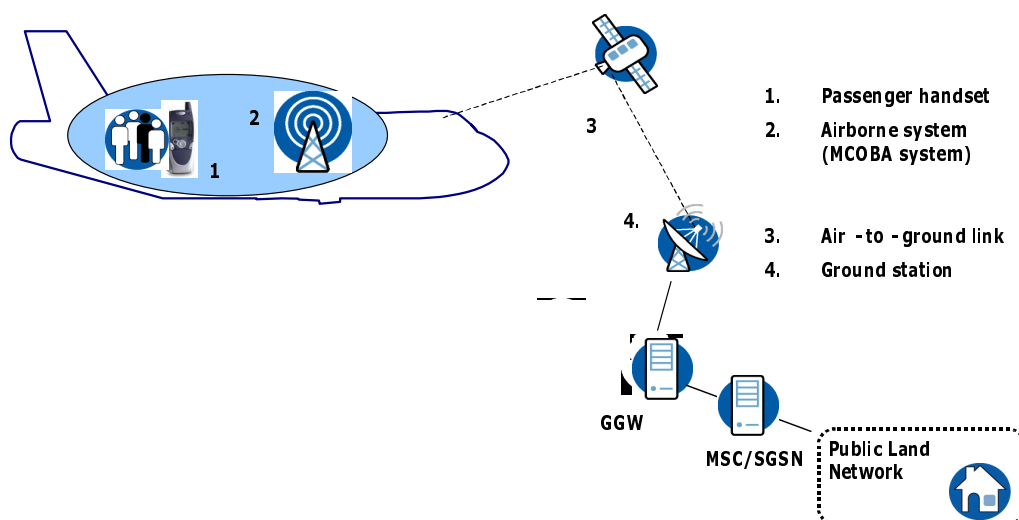 1. Passenger handset
2. Airborne system
(MCOBA system)
3. Air - to - ground link
4. Ground station
2
1
3
4.
GGW
MSC/SGSN
Public Land
Network